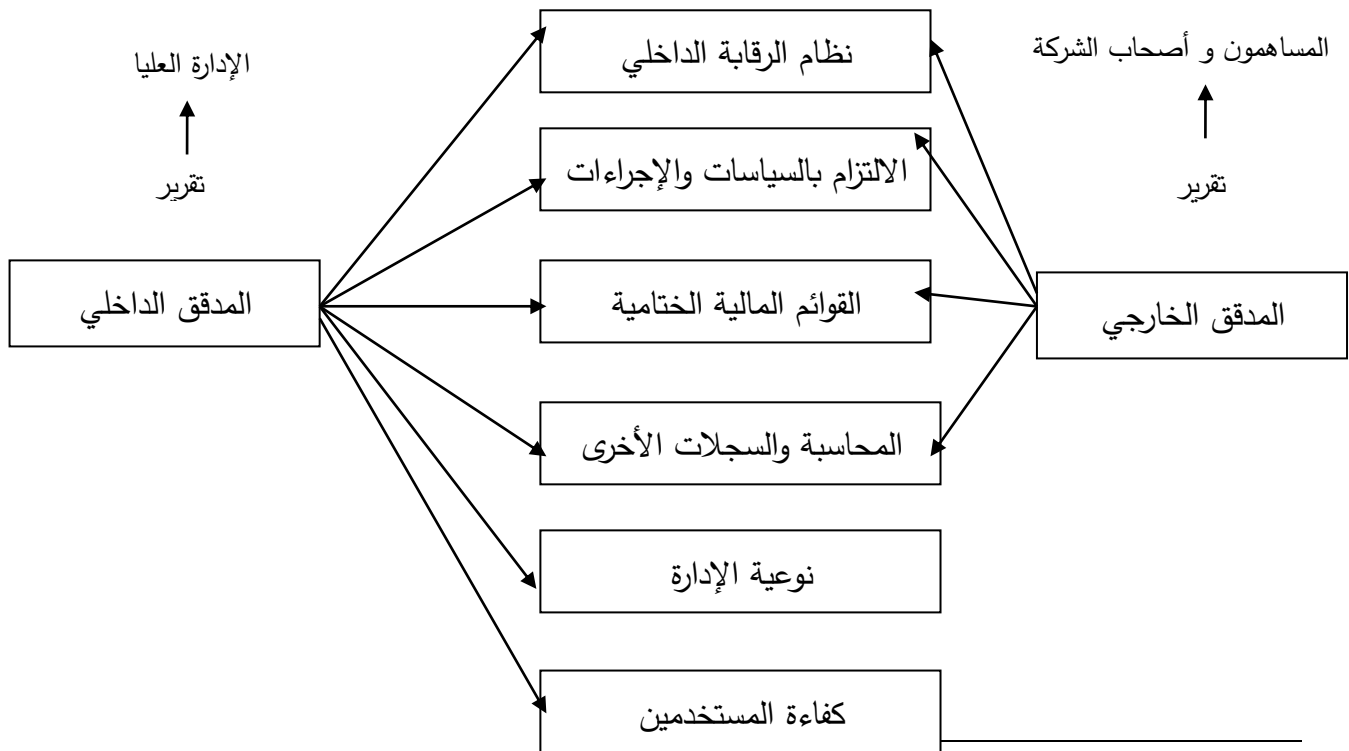 المساهمون و أصحاب الشركة
تقرير
المدقق الخارجي
نظام الرقابة الداخلي
الالتزام بالسياسات والإجراءات
القوائم المالية الختامية
المحاسبة والسجلات الأخرى
نوعية الإدارة
كفاءة المستخدمين
الإدارة العليا
تقرير
المدقق الداخلي